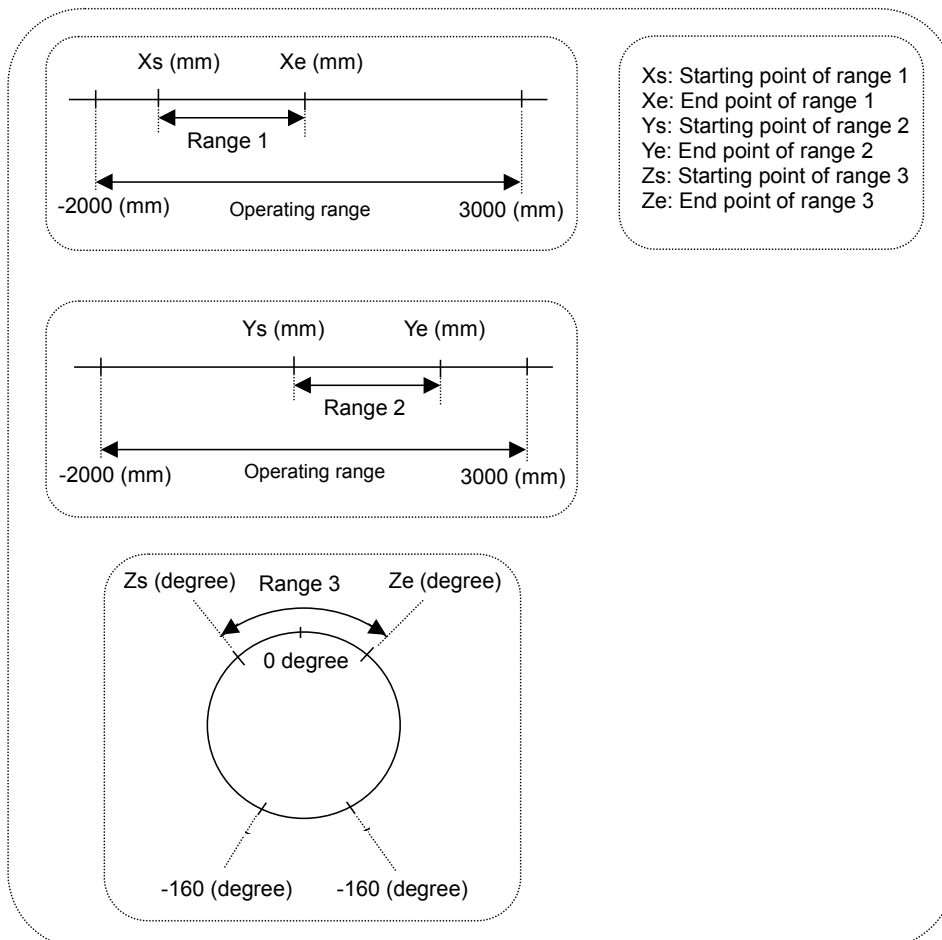 Xs (mm) Xe (mm)
Range 1
-2000 (mm) Operating range 3000 (mm)
Xs: Starting point of range 1
Xe: End point of range 1
Ys: Starting point of range 2
Ye: End point of range 2
Zs: Starting point of range 3
Ze: End point of range 3
Ys (mm) Ye (mm)
Range 2
-2000 (mm) Operating range 3000 (mm)
Zs (degree) Range 3 Ze (degree)
0 degree
-160 (degree) -160 (degree)